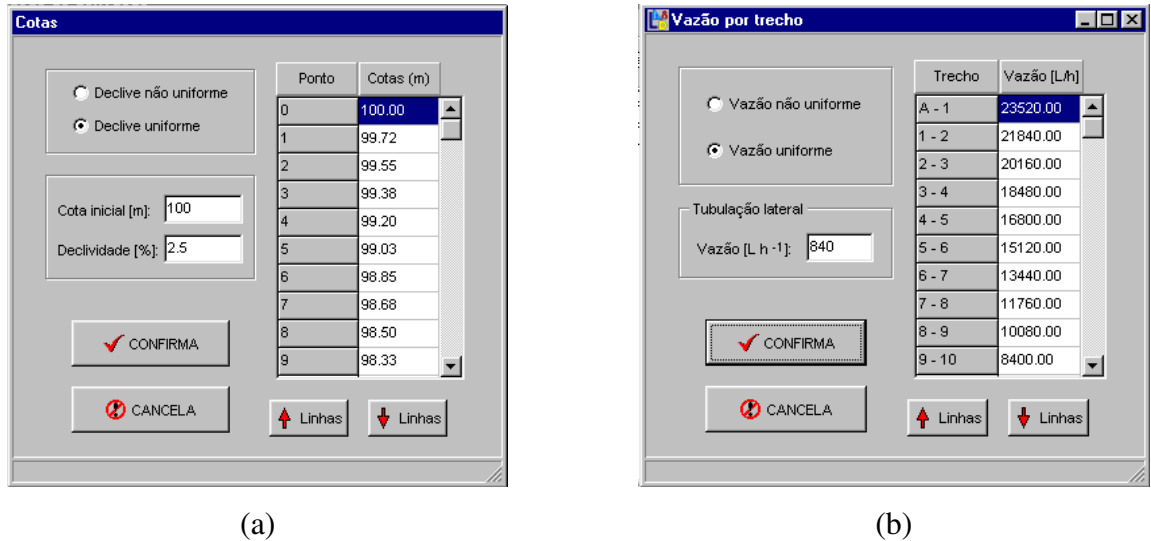 Cotas
Declive não uniforme
Declive uniforme
Cota inicial [m]: 100
Declividade [%]: 2.5
CONFIRMA
CANCELA
Ponto Cotas (m)
0 100.00
1 99.72
2 99.55
3 99.38
4 99.20
5 99.03
6 98.85
7 98.68
8 98.50
9 98.33
Linhas Linhas
(a)
Vazão por trecho
Vazão não uniforme
Vazão uniforme
Tubulação lateral
Vazão [L h -1]: 840
CONFIRMA
CANCELA
Trecho Vazão [L/h]
A - 1 23520.00
1 - 2 21840.00
2 - 3 20160.00
3 - 4 18480.00
4 - 5 16800.00
5 - 6 15120.00
6 - 7 13440.00
7 - 8 11760.00
8 - 9 10080.00
9 - 10 8400.00
Linhas Linhas
(b)